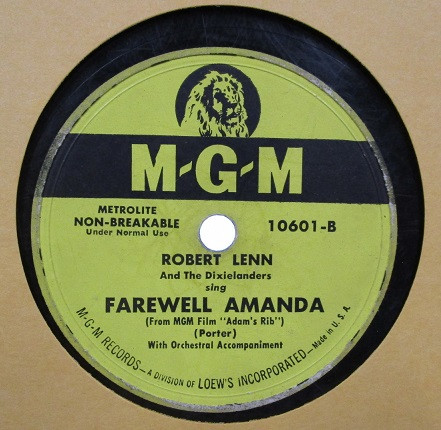 M-G-M
METROLITE
NON-BREAKABLE
Under Normal Use
10601-B
ROBERT LENN
And The Dixielanders
sing
FAREWELL AMANDA
(From MGM Film "Adam's Rib")
(Porter)
With Orchestral Accompaniment
M-G-M RECORDS—A DIVISION OF LOEW'S INCORPORATED—Made in U.S.A.